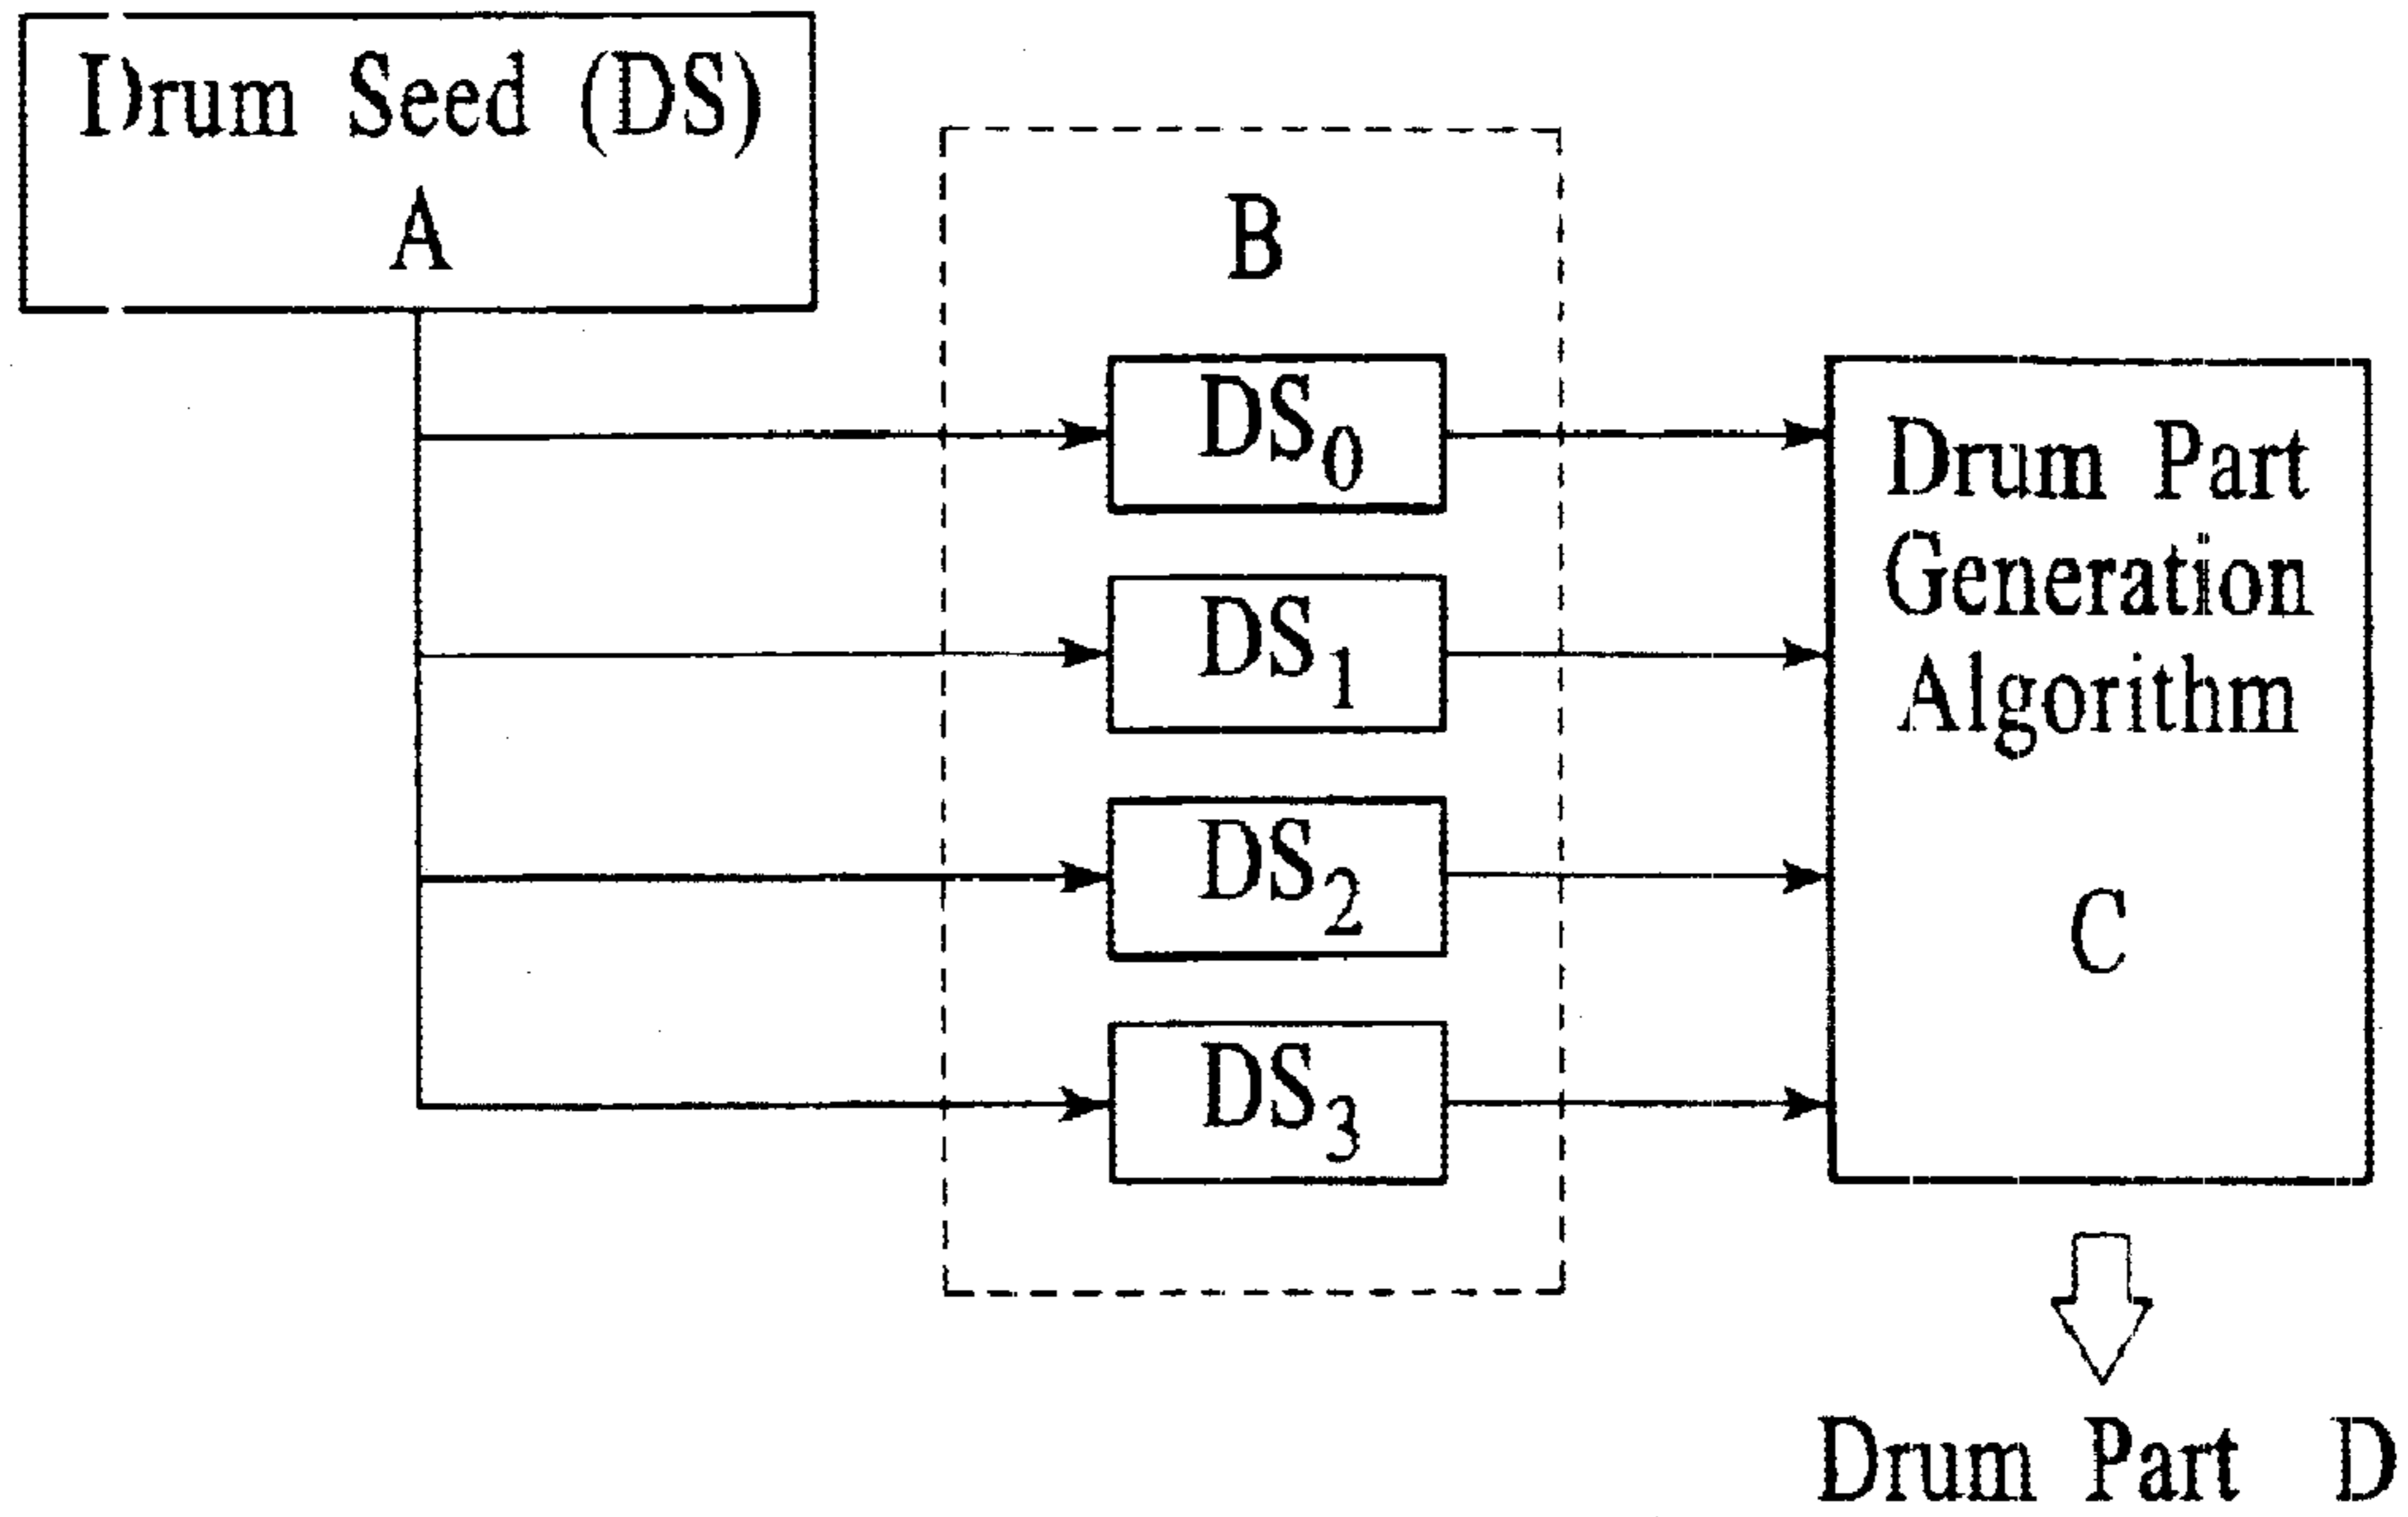 Drum Seed (DS)
A
B
DS0
DS1
DS2
DS3
Drum Part
Generation
Algorithm
C
Drum Part D